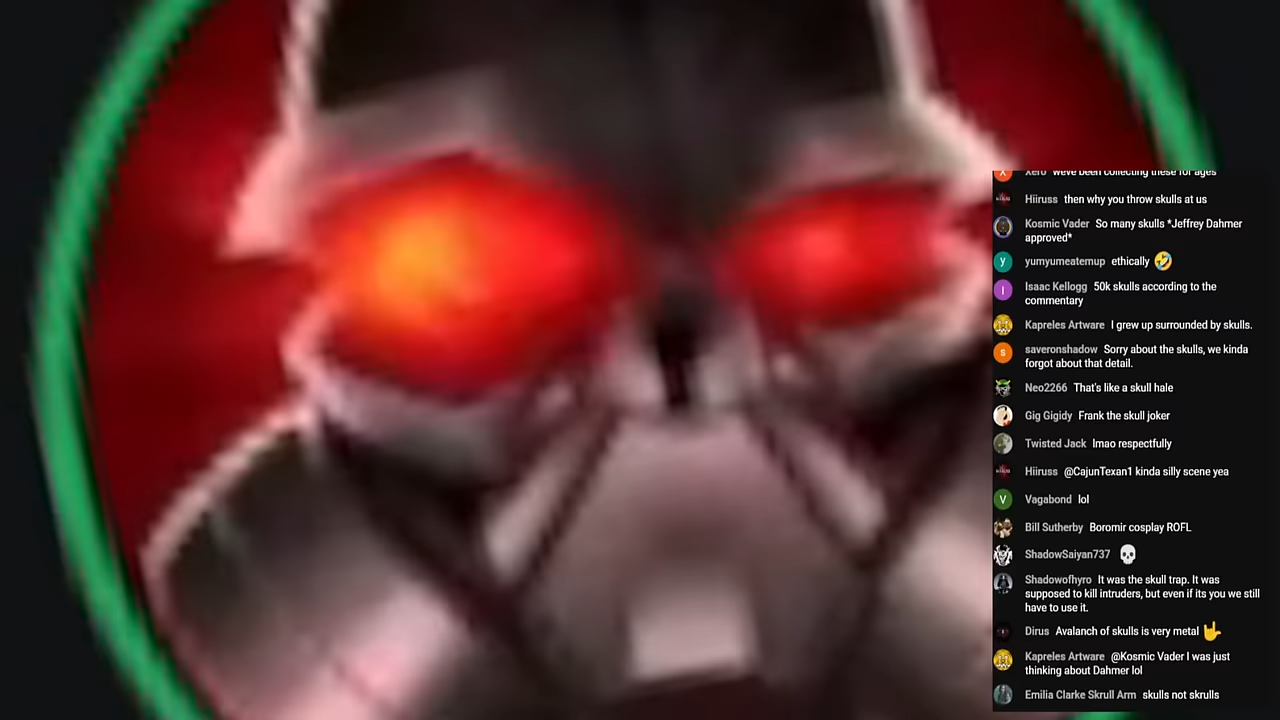 X Xero weve been collecting these for ages
Hiiruss then why you throw skulls at us
Kosmic Vader So many skulls *Jeffrey Dahmer
approved*
y yumyumeatemup ethically 🤣
I Isaac Kellogg 50k skulls according to the
commentary
Kapreles Artware I grew up surrounded by skulls.
s saveronshadow Sorry about the skulls, we kinda
forgot about that detail.
Neo2266 That's like a skull hale
Gig Gigidy Frank the skull joker
Twisted Jack lmao respectfully
Hiiruss @CajunTexan1 kinda silly scene yea
V Vagabond lol
Bill Sutherby Boromir cosplay ROFL
ShadowSaiyan737 💀
Shadowofhyro It was the skull trap. It was
supposed to kill intruders, but even if its you we still
have to use it.
Dirus Avalanch of skulls is very metal 🤟
Kapreles Artware @Kosmic Vader I was just
thinking about Dahmer lol
Emilia Clarke Skrull Arm skulls not skrulls